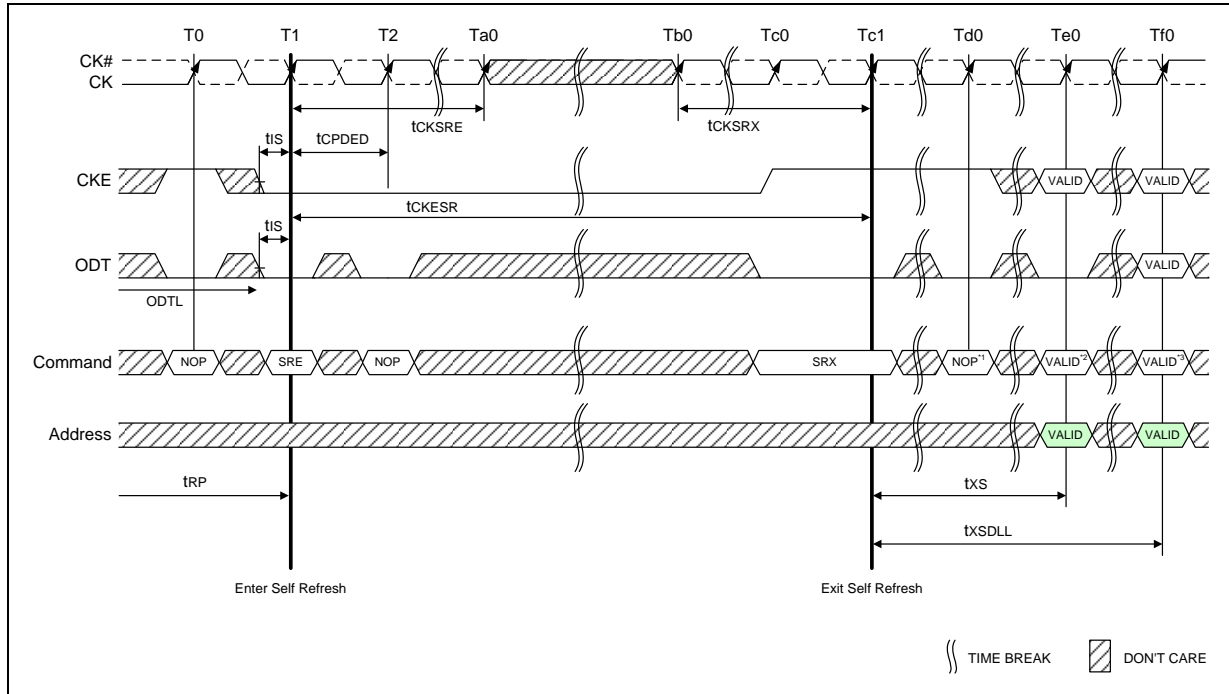 T0 T1 T2 Ta0 Tb0 Tc0 Tc1 Td0 Te0 Tf0
CK#
CK
tCKSRE tCKSRX
tIS tCPDED
CKE VALID VALID
tCKESR
tIS
ODT VALID
ODTL
Command NOP SRE NOP SRX NOP*1 VALID*2 VALID*3
Address VALID VALID
tRP tXS
tXSDLL
Enter Self Refresh Exit Self Refresh
TIME BREAK DON'T CARE